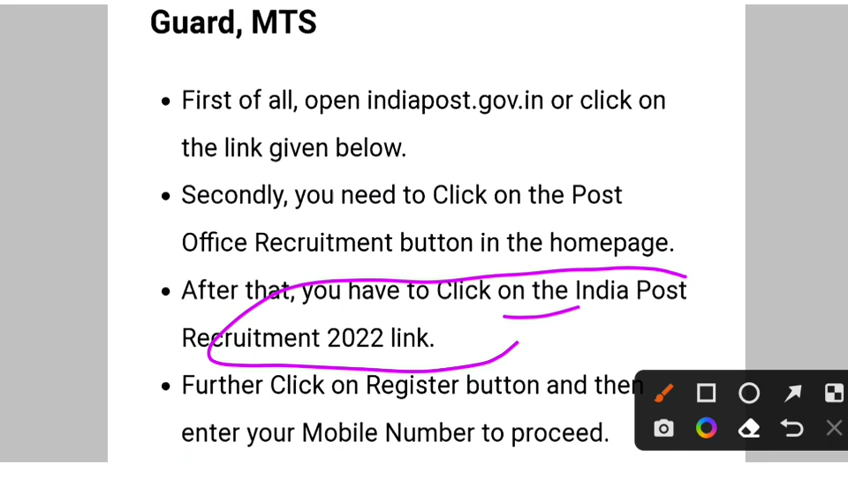 Guard, MTS
• First of all, open indiapost.gov.in or click on
the link given below.
• Secondly, you need to Click on the Post
Office Recruitment button in the homepage.
• After that, you have to Click on the India Post
Recruitment 2022 link.
• Further Click on Register button and then
enter your Mobile Number to proceed.